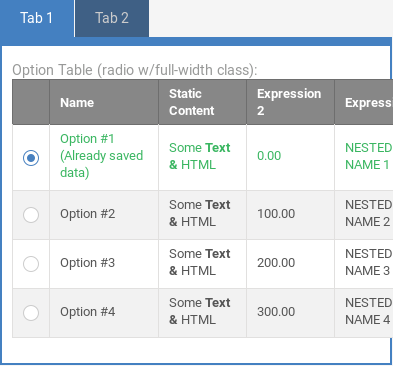 Tab 1 Tab 2
Option Table (radio w/full-width class):
Name Static Content Expression 2 Express
Option #1 (Already saved data) Some Text & HTML 0.00 NESTED NAME 1
Option #2 Some Text & HTML 100.00 NESTED NAME 2
Option #3 Some Text & HTML 200.00 NESTED NAME 3
Option #4 Some Text & HTML 300.00 NESTED NAME 4